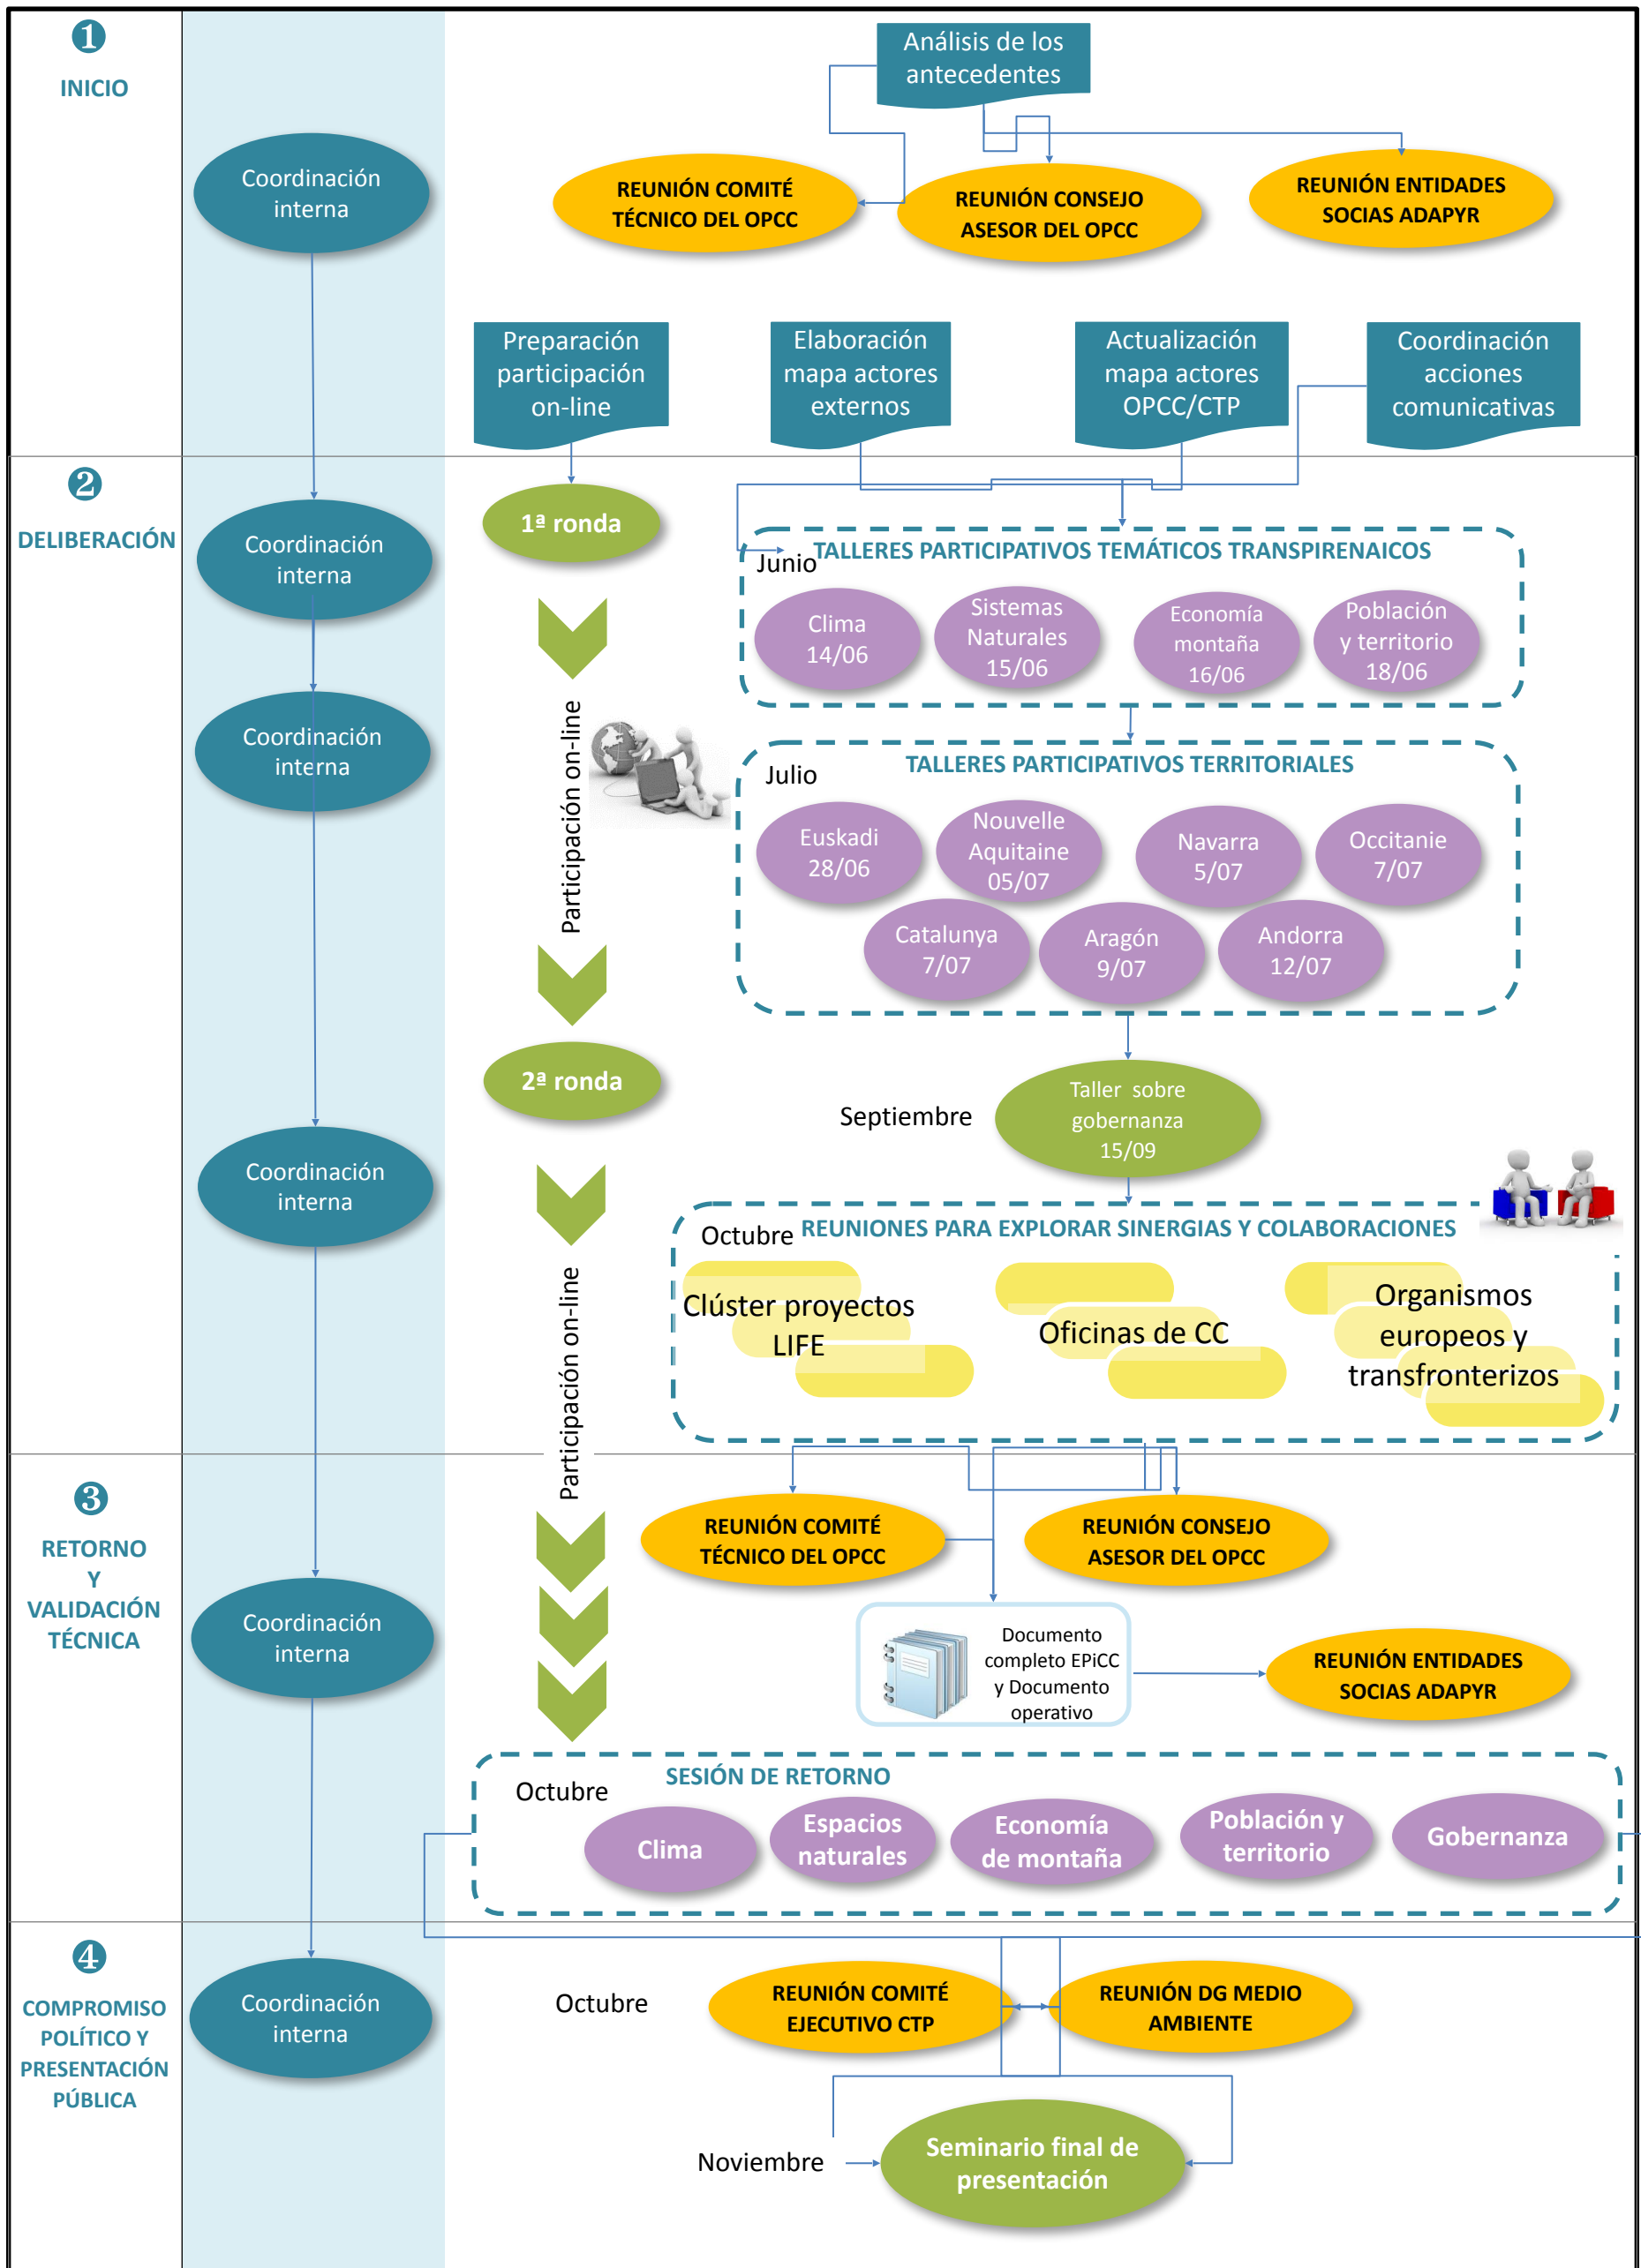 1
INICIO
Análisis de los
antecedentes
Coordinación
interna
REUNIÓN COMITÉ
TÉCNICO DEL OPCC
REUNIÓN CONSEJO
ASESOR DEL OPCC
REUNIÓN ENTIDADES
SOCIAS ADAPYR
Preparación
participación
on-line
Elaboración
mapa actores
externos
Actualización
mapa actores
OPCC/CTP
Coordinación
acciones
comunicativas
2
DELIBERACIÓN
Coordinación
interna
1ª ronda
TALLERES PARTICIPATIVOS TEMÁTICOS TRANSPIRENAICOS
Junio
Clima
14/06
Sistemas
Naturales
15/06
Economía
montaña
16/06
Población
y territorio
18/06
Coordinación
interna
Participación on-line
TALLERES PARTICIPATIVOS TERRITORIALES
Julio
Euskadi
28/06
Nouvelle
Aquitaine
05/07
Navarra
5/07
Occitanie
7/07
Catalunya
7/07
Aragón
9/07
Andorra
12/07
2ª ronda
Septiembre
Taller sobre
gobernanza
15/09
Coordinación
interna
Participación on-line
Octubre
REUNIONES PARA EXPLORAR SINERGIAS Y COLABORACIONES
Clúster proyectos
LIFE
Oficinas de CC
Organismos
europeos y
transfronterizos
3
RETORNO
Y
VALIDACIÓN
TÉCNICA
REUNIÓN COMITÉ
TÉCNICO DEL OPCC
REUNIÓN CONSEJO
ASESOR DEL OPCC
Coordinación
interna
Documento
completo EPiCC
y Documento
operativo
REUNIÓN ENTIDADES
SOCIAS ADAPYR
SESIÓN DE RETORNO
Octubre
Clima
Espacios
naturales
Economía
de montaña
Población y
territorio
Gobernanza
4
COMPROMISO
POLÍTICO Y
PRESENTACIÓN
PÚBLICA
Coordinación
interna
Octubre
REUNIÓN COMITÉ
EJECUTIVO CTP
REUNIÓN DG MEDIO
AMBIENTE
Noviembre
Seminario final de
presentación